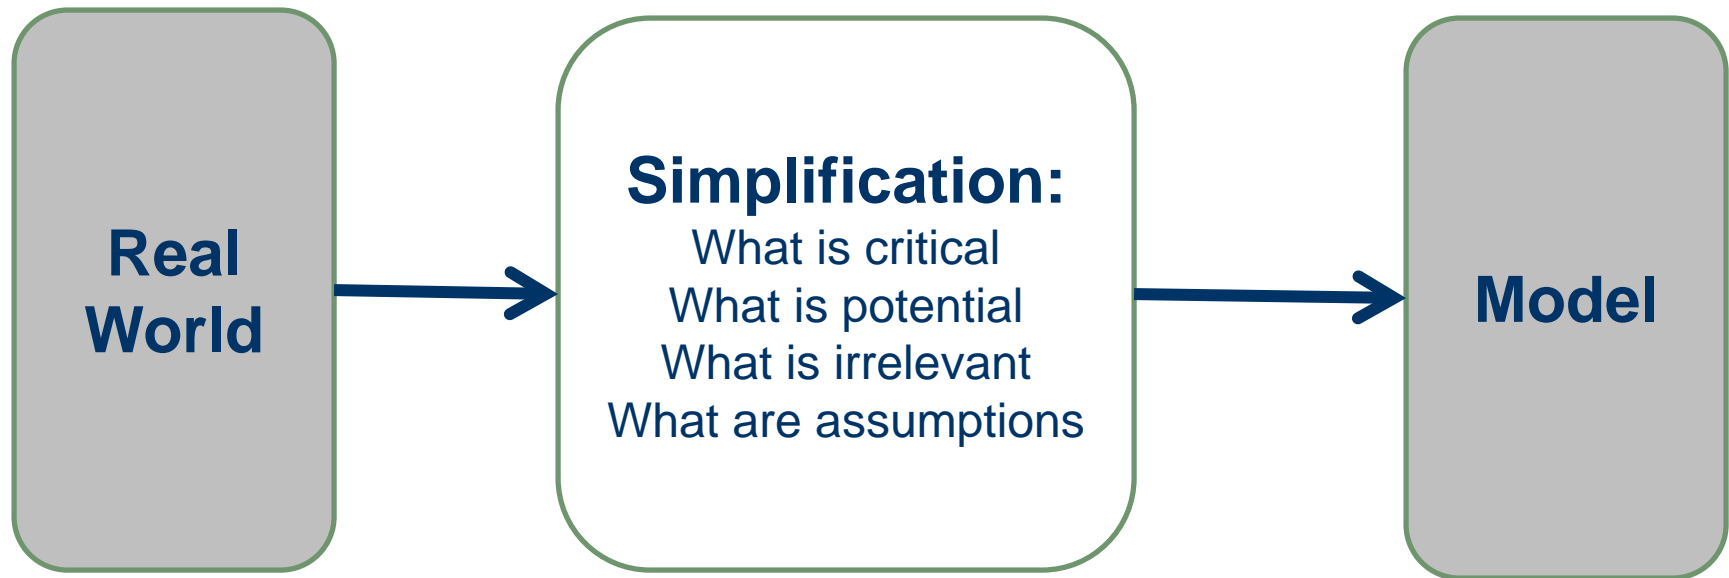 Real
World
Simplification:
What is critical
What is potential
What is irrelevant
What are assumptions
Model